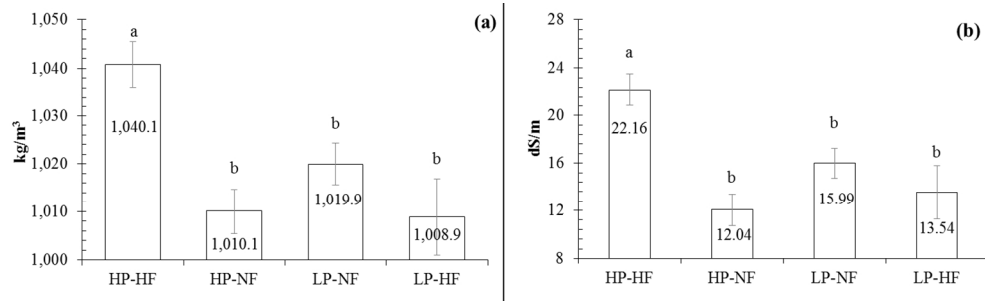 (a)
kg/m³
1,050
1,040
1,030
1,020
1,010
1,000
a
b
b
b
1,040.1
1,010.1
1,019.9
1,008.9
HP-HF HP-NF LP-NF LP-HF
(b)
dS/m
28
24
20
16
12
8
a
b
b
b
22.16
12.04
15.99
13.54
HP-HF HP-NF LP-NF LP-HF